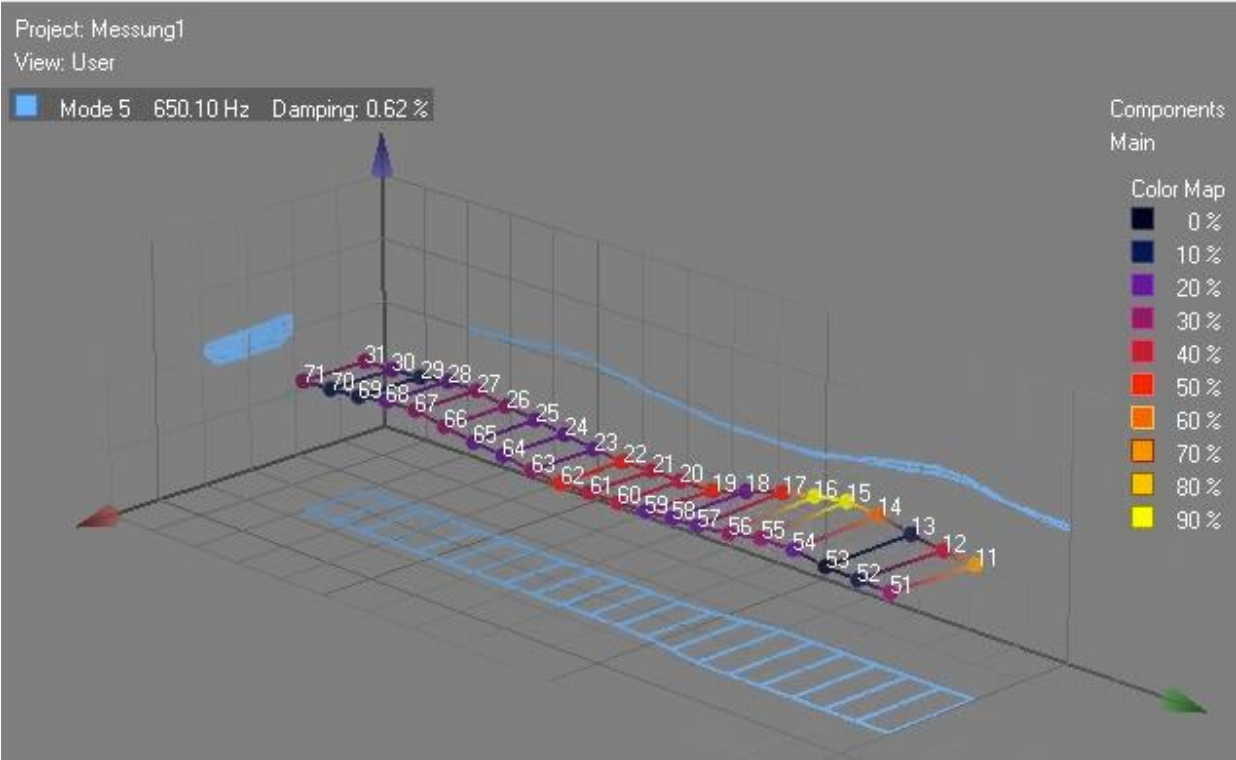 Project: Messung1
View: User
Mode 5 650.10 Hz Damping: 0.62 %
Components
Main
Color Map
0 %
10 %
20 %
30 %
40 %
50 %
60 %
70 %
80 %
90 %
31 30 29 28 27 26 25 24 23 22 21 20 19 18 17 16 15 14 13 12 11
71 70 69 68 67 66 65 64 63 62 61 60 59 58 57 56 55 54 53 52 51